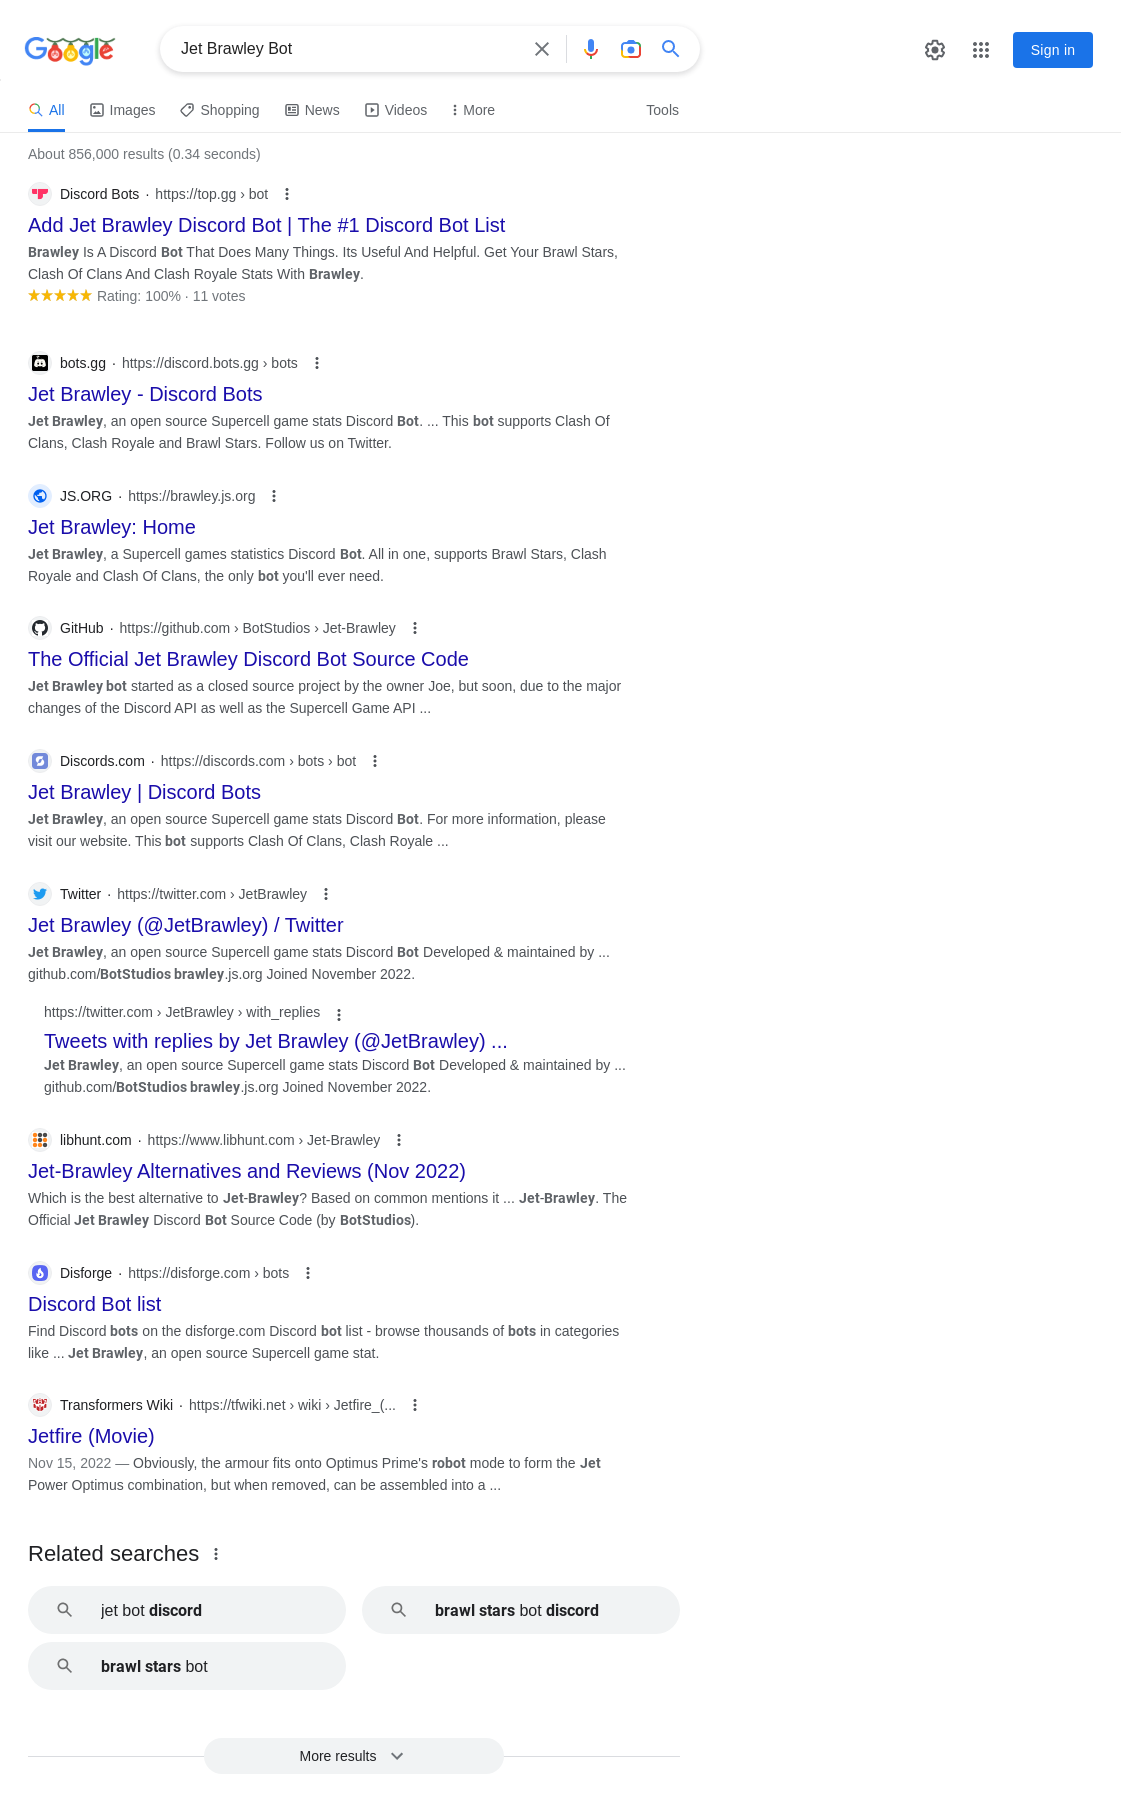 Google
Jet Brawley Bot
Sign in
All Images Shopping News Videos More Tools
About 856,000 results (0.34 seconds)
Discord Bots · https://top.gg › bot
Add Jet Brawley Discord Bot | The #1 Discord Bot List
Brawley Is A Discord Bot That Does Many Things. Its Useful And Helpful. Get Your Brawl Stars,
Clash Of Clans And Clash Royale Stats With Brawley.
Rating: 100% · 11 votes
bots.gg · https://discord.bots.gg › bots
Jet Brawley - Discord Bots
Jet Brawley, an open source Supercell game stats Discord Bot. ... This bot supports Clash Of
Clans, Clash Royale and Brawl Stars. Follow us on Twitter.
JS.ORG · https://brawley.js.org
Jet Brawley: Home
Jet Brawley, a Supercell games statistics Discord Bot. All in one, supports Brawl Stars, Clash
Royale and Clash Of Clans, the only bot you'll ever need.
GitHub · https://github.com › BotStudios › Jet-Brawley
The Official Jet Brawley Discord Bot Source Code
Jet Brawley bot started as a closed source project by the owner Joe, but soon, due to the major
changes of the Discord API as well as the Supercell Game API ...
Discords.com · https://discords.com › bots › bot
Jet Brawley | Discord Bots
Jet Brawley, an open source Supercell game stats Discord Bot. For more information, please
visit our website. This bot supports Clash Of Clans, Clash Royale ...
Twitter · https://twitter.com › JetBrawley
Jet Brawley (@JetBrawley) / Twitter
Jet Brawley, an open source Supercell game stats Discord Bot Developed & maintained by ...
github.com/BotStudios brawley.js.org Joined November 2022.
https://twitter.com › JetBrawley › with_replies
Tweets with replies by Jet Brawley (@JetBrawley) ...
Jet Brawley, an open source Supercell game stats Discord Bot Developed & maintained by ...
github.com/BotStudios brawley.js.org Joined November 2022.
libhunt.com · https://www.libhunt.com › Jet-Brawley
Jet-Brawley Alternatives and Reviews (Nov 2022)
Which is the best alternative to Jet-Brawley? Based on common mentions it ... Jet-Brawley. The
Official Jet Brawley Discord Bot Source Code (by BotStudios).
Disforge · https://disforge.com › bots
Discord Bot list
Find Discord bots on the disforge.com Discord bot list - browse thousands of bots in categories
like ... Jet Brawley, an open source Supercell game stat.
Transformers Wiki · https://tfwiki.net › wiki › Jetfire_(...
Jetfire (Movie)
Nov 15, 2022 — Obviously, the armour fits onto Optimus Prime's robot mode to form the Jet
Power Optimus combination, but when removed, can be assembled into a ...
Related searches
jet bot discord
brawl stars bot discord
brawl stars bot
More results